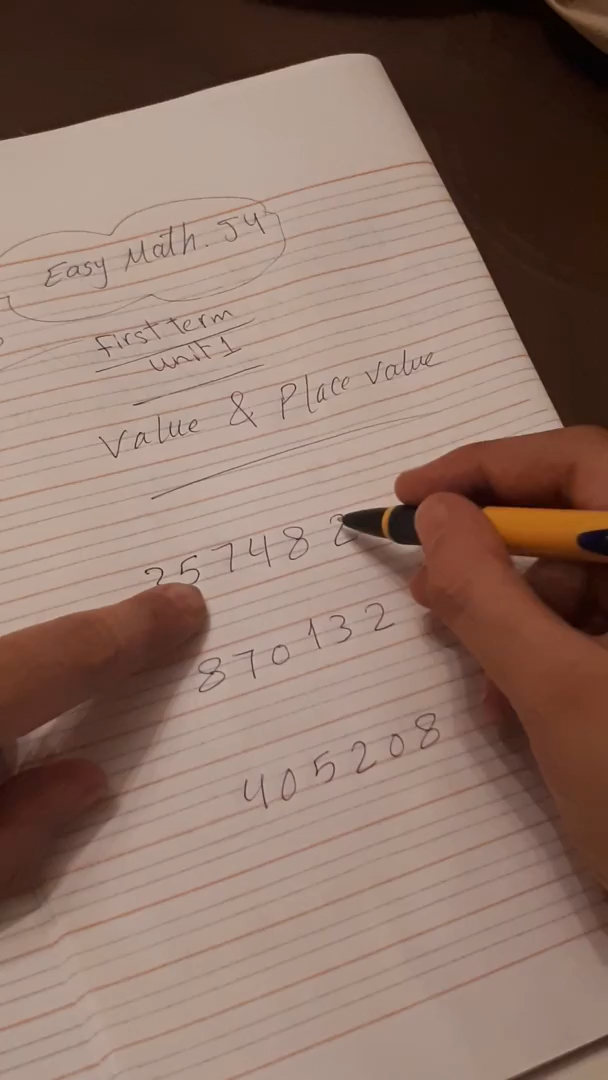 Easy Math. J4
First term
unit 1
Value & Place value
257482
870132
405208